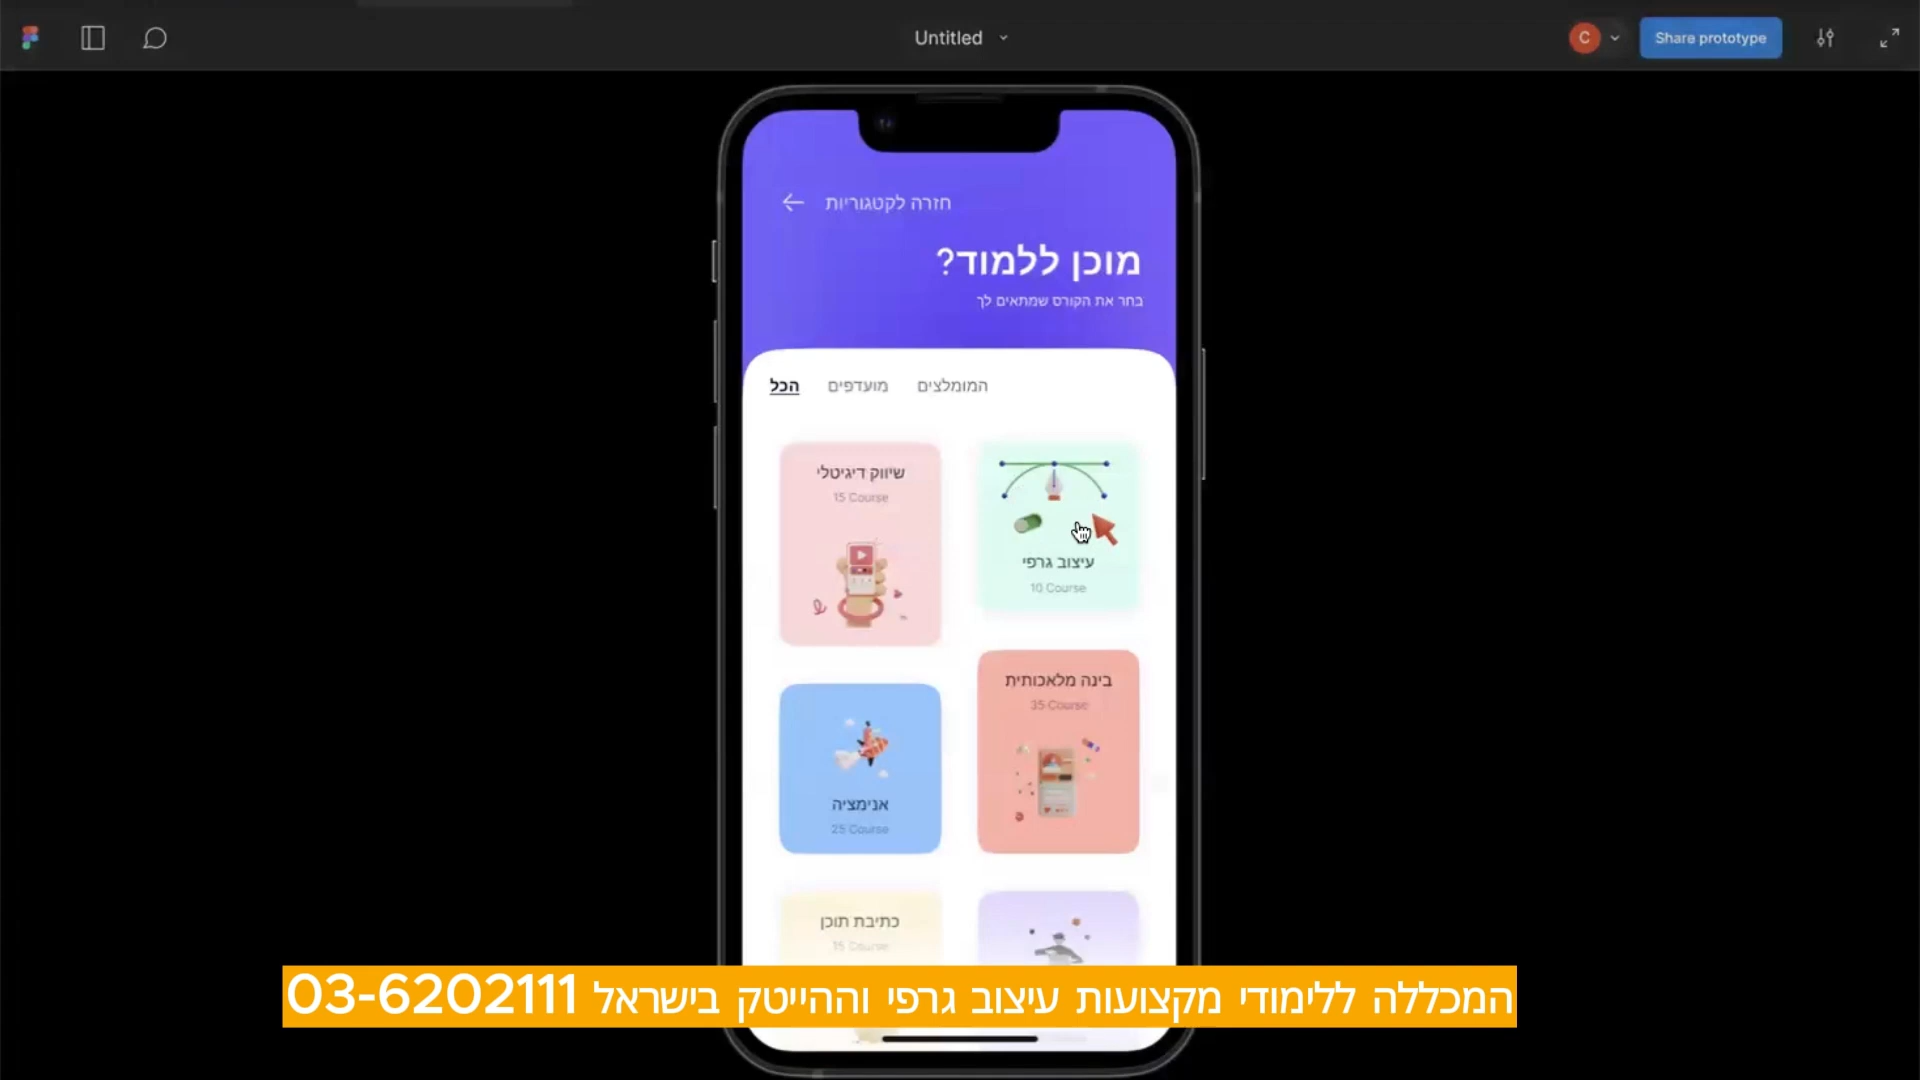 Untitled
C
Share prototype
חזרה לקטגוריות
מוכן ללמוד?
בחר את הקורס שמתאים לך
המומלצים
מועדפים
הכל
עיצוב גרפי
10 Course
שיווק דיגיטלי
15 Course
בינה מלאכותית
35 Course
אנימציה
25 Course
כתיבת תוכן
15 Course
המכללה ללימודי מקצועות עיצוב גרפי וההייטק בישראל 03-6202111